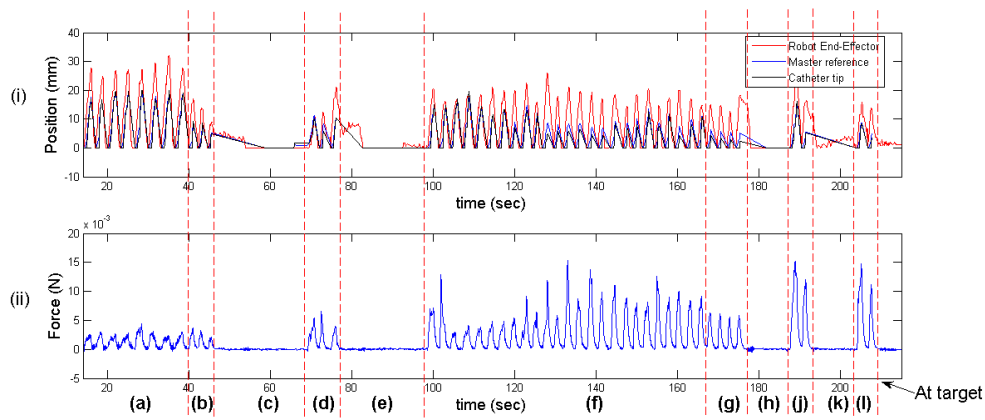 (i)
Position (mm)
40
30
20
10
0
-10
Robot End-Effector
Master reference
Catheter tip
20 40 60 80 100 120 140 160 180 200
time (sec)
(ii)
Force (N)
x 10-3
20
15
10
5
0
-5
20 40 60 80 100 120 140 160 180 200
time (sec)
(a) (b) (c) (d) (e) (f) (g) (h) (j) (k) (l)
At target